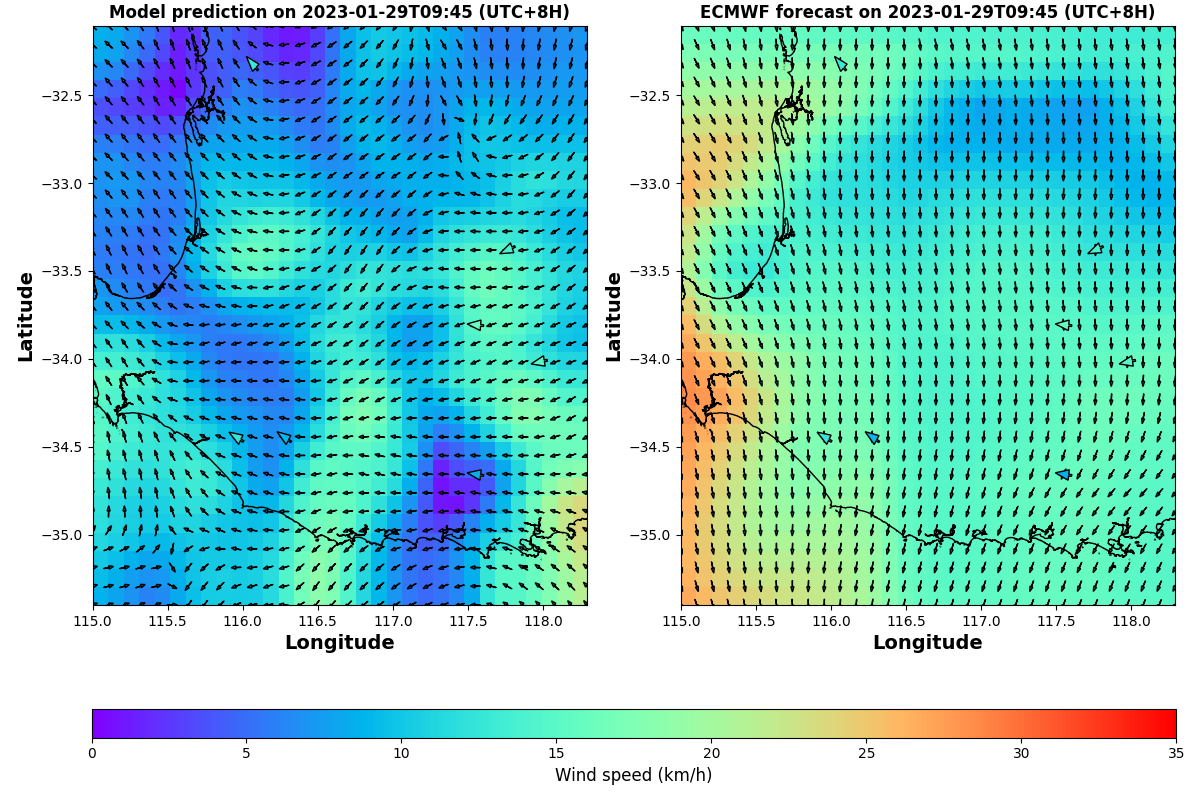 Model prediction on 2023-01-29T09:45 (UTC+8H)
ECMWF forecast on 2023-01-29T09:45 (UTC+8H)
Latitude
−32.5
−33.0
−33.5
−34.0
−34.5
−35.0
115.0 115.5 116.0 116.5 117.0 117.5 118.0
Longitude
Latitude
−32.5
−33.0
−33.5
−34.0
−34.5
−35.0
115.0 115.5 116.0 116.5 117.0 117.5 118.0
Longitude
0 5 10 15 20 25 30 35
Wind speed (km/h)